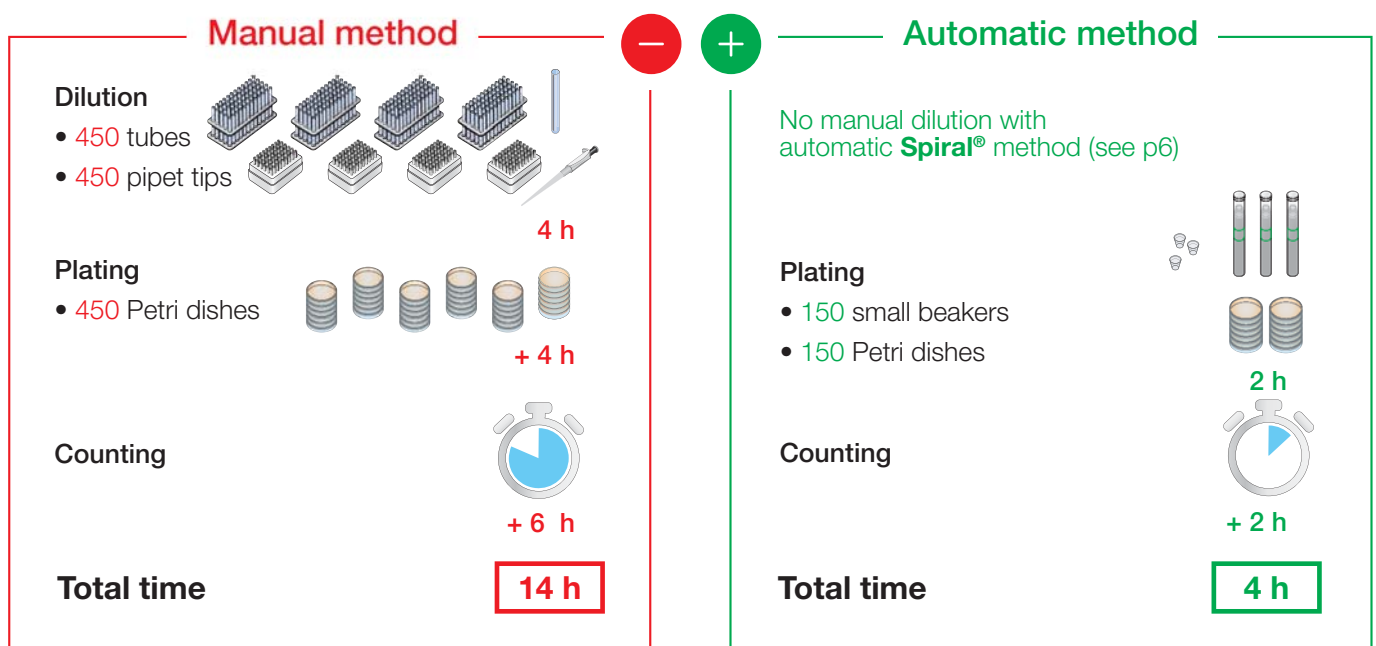 Manual method
Dilution
• 450 tubes
• 450 pipet tips
4 h
Plating
• 450 Petri dishes
+ 4 h
Counting
+ 6 h
Total time
14 h
− +
Automatic method
No manual dilution with
automatic Spiral® method (see p6)
Plating
• 150 small beakers
• 150 Petri dishes
2 h
Counting
+ 2 h
Total time
4 h